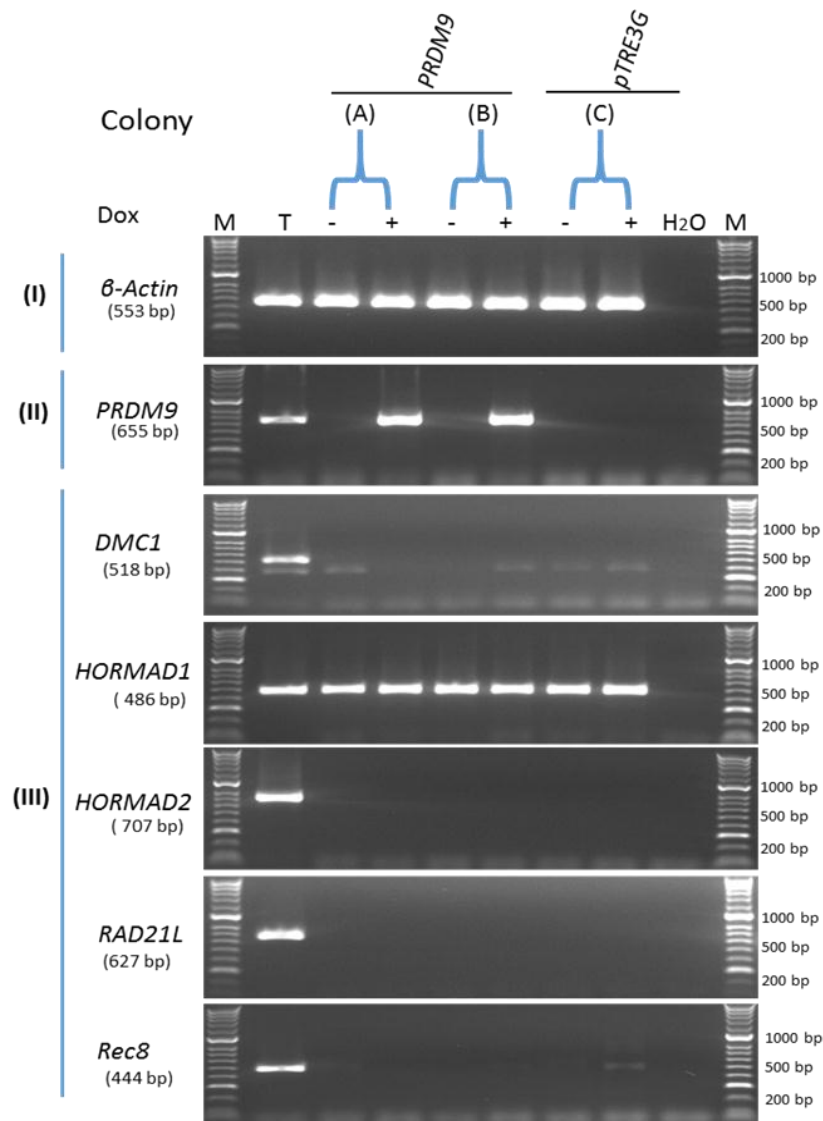 PRDM9 pTRE3G
Colony (A) (B) (C)
Dox M T - + - + - + H2O M
(I) β-Actin
(553 bp)
1000 bp
500 bp
200 bp
(II) PRDM9
(655 bp)
1000 bp
500 bp
200 bp
DMC1
(518 bp)
1000 bp
500 bp
200 bp
HORMAD1
( 486 bp)
1000 bp
500 bp
200 bp
(III) HORMAD2
( 707 bp)
1000 bp
500 bp
200 bp
RAD21L
(627 bp)
1000 bp
500 bp
200 bp
Rec8
(444 bp)
1000 bp
500 bp
200 bp